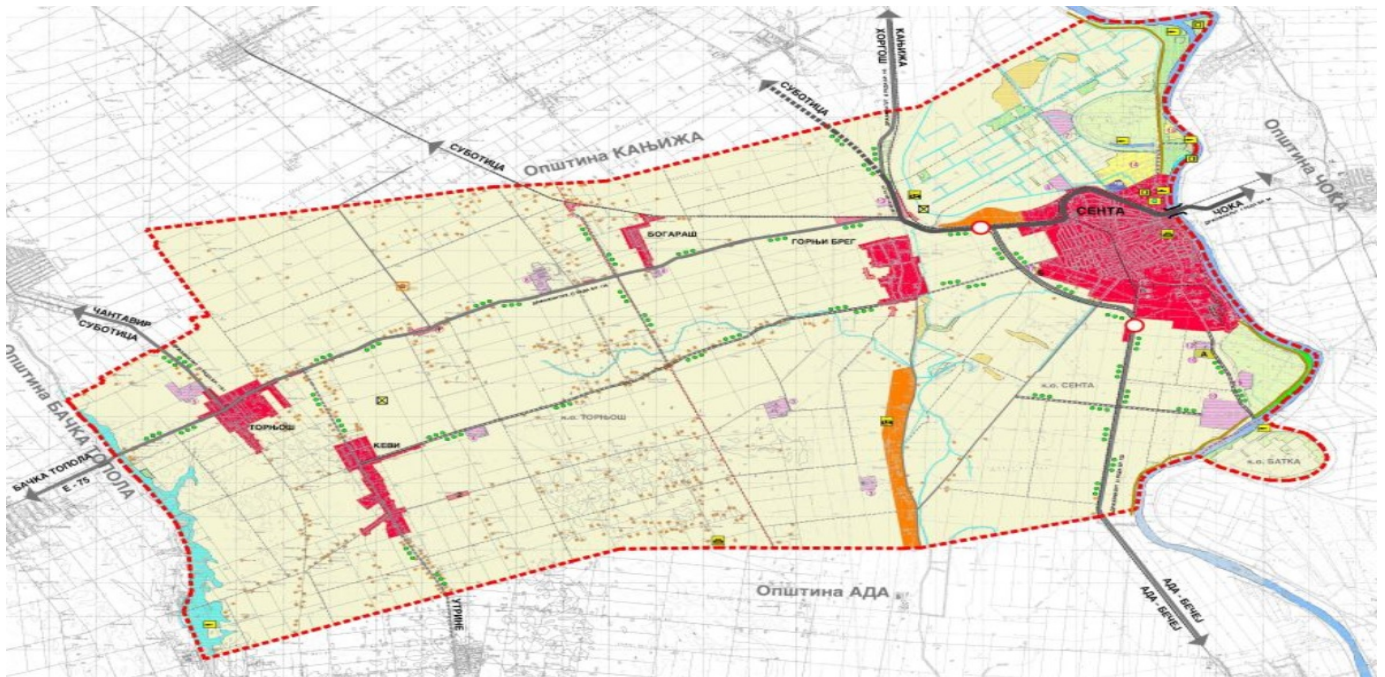 КАЊИЖА
ХОРГОШ
СУБОТИЦА
СУБОТИЦА
Општина КАЊИЖА
Општина ЧОКА
СЕНТА
ЧОКА
БОГАРАШ
ГОРЊИ БРЕГ
ЧАНТАВИР
СУБОТИЦА
Општина БАЧКА ТОПОЛА
к.о. СЕНТА
ТОРЊОШ
к.о. ТОРЊОШ
КЕВИ
БАЧКА ТОПОЛА
Е - 75
к.о. БАТКА
УТРИНЕ
Општина АДА
АДА - БЕЧЕЈ
АДА - БЕЧЕЈ